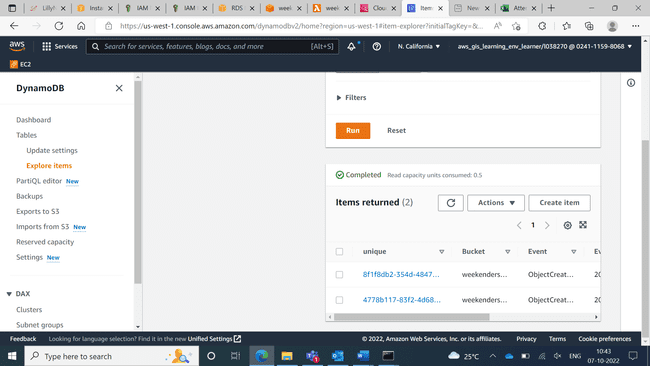 Lilly!
Insta
IAM
IAM
RDS
week
week
Cloud
Item
New
Atte
https://us-west-1.console.aws.amazon.com/dynamodbv2/home?region=us-west-1#item-explorer?initialTagKey=&...
aws
Services
Search for services, features, blogs, docs, and more
[Alt+S]
N. California
aws_gis_learning_env_learner/l038270 @ 0241-1159-8068
EC2
DynamoDB
Dashboard
Tables
Update settings
Explore items
PartiQL editor New
Backups
Exports to S3
Imports from S3 New
Reserved capacity
Settings New
DAX
Clusters
Subnet groups
Filters
Run
Reset
Completed
Read capacity units consumed: 0.5
Items returned (2)
Actions
Create item
1
unique
Bucket
Event
8f1f8db2-354d-4847...
weekenders...
ObjectCreat...
20
4778b117-83f2-4d68...
weekenders...
ObjectCreat...
20
Feedback
Looking for language selection? Find it in the new Unified Settings
© 2022, Amazon Web Services, Inc. or its affiliates.
Privacy
Terms
Cookie preferences
Type here to search
25°C
ENG
10:43
07-10-2022